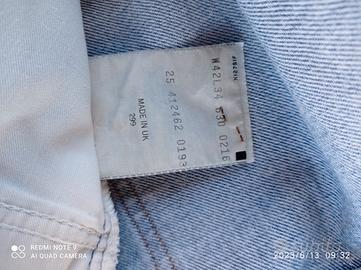 W42L34 530 0216
25 412462 0193
MADE IN UK
299
REDMI NOTE 9
AI QUAD CAMERA
2023/6/13 09:32